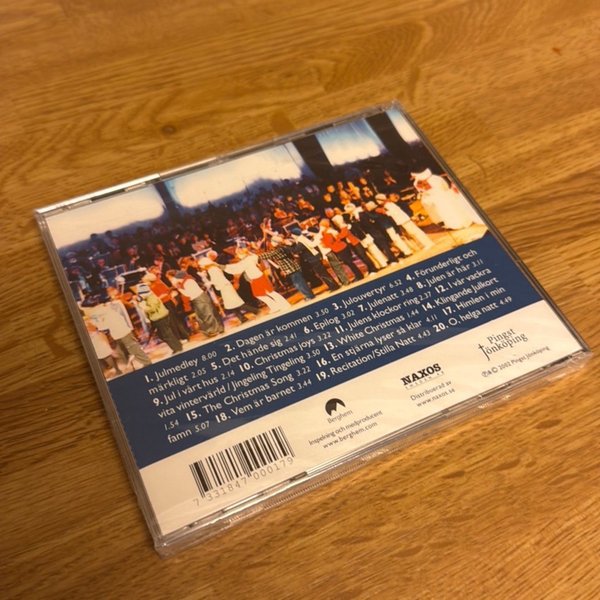 1. Julmedley 8.00 2. Dagen är kommen 3.50 3. Julouvertyr 6.52 4. Förunderligt och
märkligt 2.05 5. Det hände sig 2.41 6. Epilog 3.02 7. Julenatt 3.48 8. Julen är här 3.11
9. Jul i vårt hus 2.14 10. Christmas joys 3.22 11. Julens klockor ring 2.37 12. I vår vackra
vita vintervärld / Jingeling Tingeling 3.50 13. White Christmas 1.44 14. Klingande julkort
1.54 15. The Christmas Song 3.22 16. En stjärna lyser så klar 4.51 17. Himlen i min
famn 5.07 18. Vem är barnet 3.44 19. Recitation/Stulla Natt 4.43 20. O, helga natt 4.49
Berghem
Inspelning och medproducent
www.berghem.com
NAXOS
SWEDEN
Distribuerad av
www.naxos.se
Pingst
Jönköping
℗© 2002 Pingst Jönköping
7 331847 000179